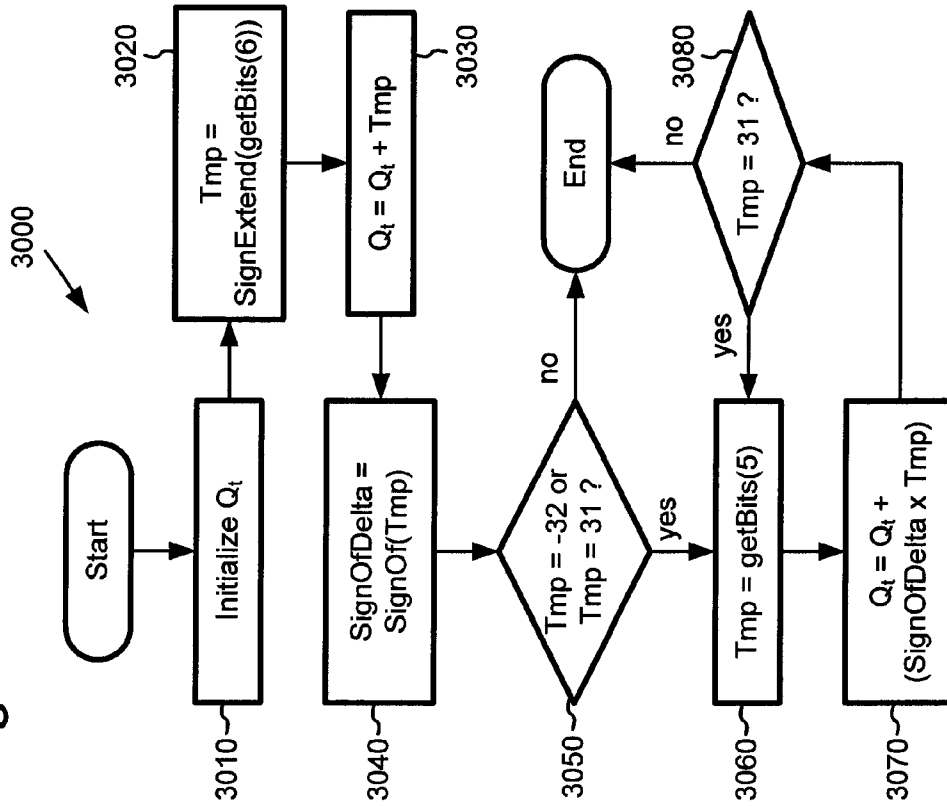 3000
Start
3010
Initialize Qt
3020
Tmp =
SignExtend(getBits(6))
3030
Qt = Qt + Tmp
3040
SignOfDelta =
SignOf(Tmp)
3050
Tmp = -32 or
Tmp = 31 ?
no
End
yes
3060
Tmp = getBits(5)
3070
Qt = Qt +
(SignOfDelta x Tmp)
3080
Tmp = 31 ?
no
yes